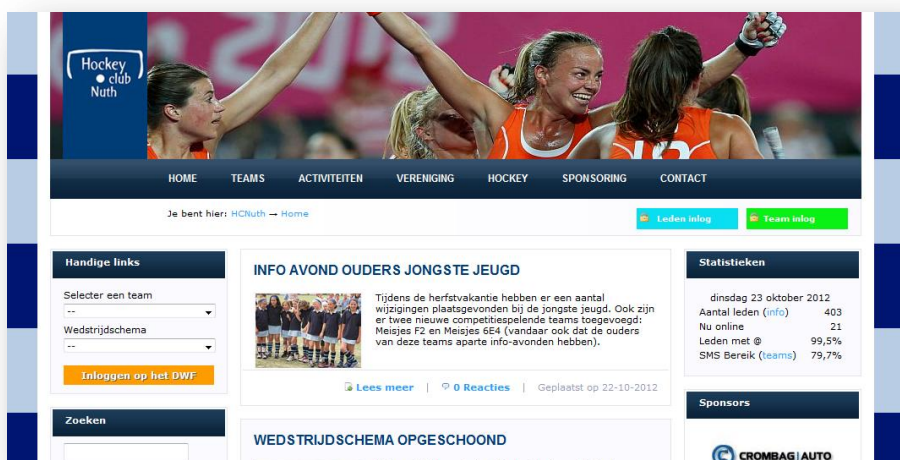 Hockey
club
Nuth
HOME TEAMS ACTIVITEITEN VERENIGING HOCKEY SPONSORING CONTACT
Je bent hier: HCNuth → Home
Leden inlog
Team inlog
Handige links
Selecter een team
--
Wedstrijdschema
--
Inloggen op het DWF
Zoeken
INFO AVOND OUDERS JONGSTE JEUGD
Tijdens de herfstvakantie hebben er een aantal
wijzigingen plaatsgevonden bij de jongste jeugd. Ook zijn
er twee nieuwe competitiespelende teams toegevoegd:
Meisjes F2 en Meisjes 6E4 (vandaar ook dat de ouders
van deze teams aparte info-avonden hebben).
Lees meer | 0 Reacties | Geplaatst op 22-10-2012
WEDSTRIJDSCHEMA OPGESCHOOND
Statistieken
dinsdag 23 oktober 2012
Aantal leden (info) 403
Nu online 21
Leden met @ 99,5%
SMS Bereik (teams) 79,7%
Sponsors
CROMBAG|AUTO